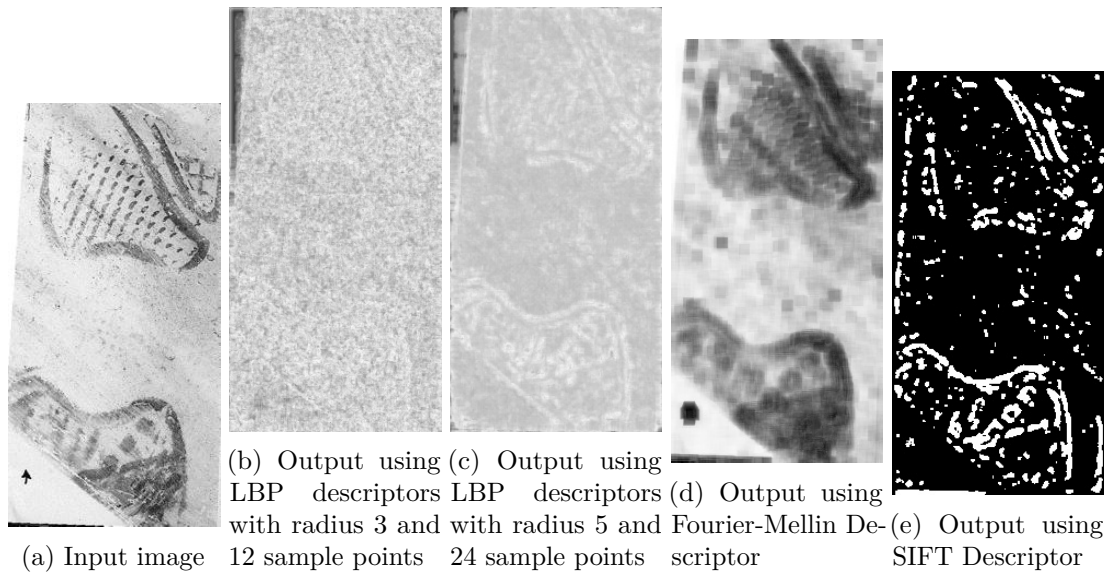 (a) Input image
(b) Output using
LBP descriptors
with radius 3 and
12 sample points
(c) Output using
LBP descriptors
with radius 5 and
24 sample points
(d) Output using
Fourier-Mellin De-
scriptor
(e) Output using
SIFT Descriptor